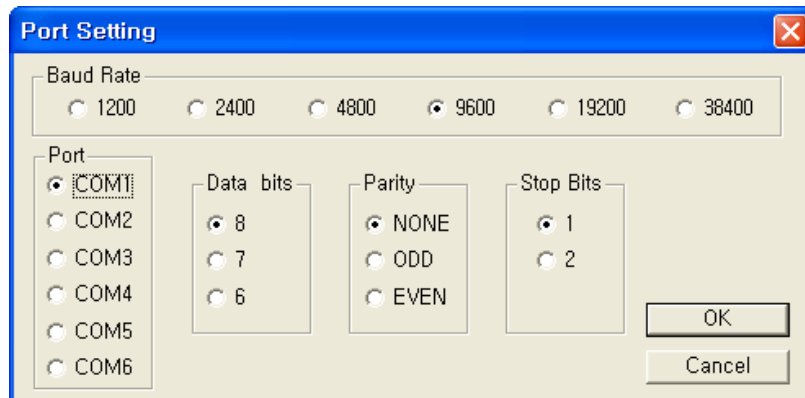 Port Setting
Baud Rate
1200 2400 4800 9600 19200 38400
Port
COM1
COM2
COM3
COM4
COM5
COM6
Data bits
8
7
6
Parity
NONE
ODD
EVEN
Stop Bits
1
2
OK
Cancel